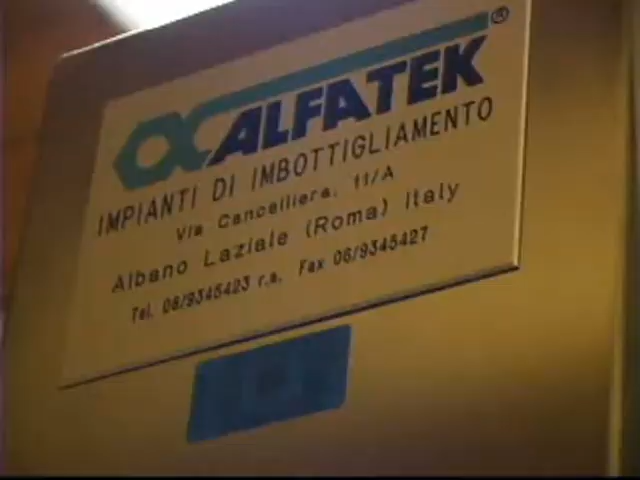 ALFATEK®
IMPIANTI DI IMBOTTIGLIAMENTO
Via Cancelliera, 11/A
Albano Laziale (Roma) Italy
Tel. 06/9345423 r.a. Fax 06/9345427